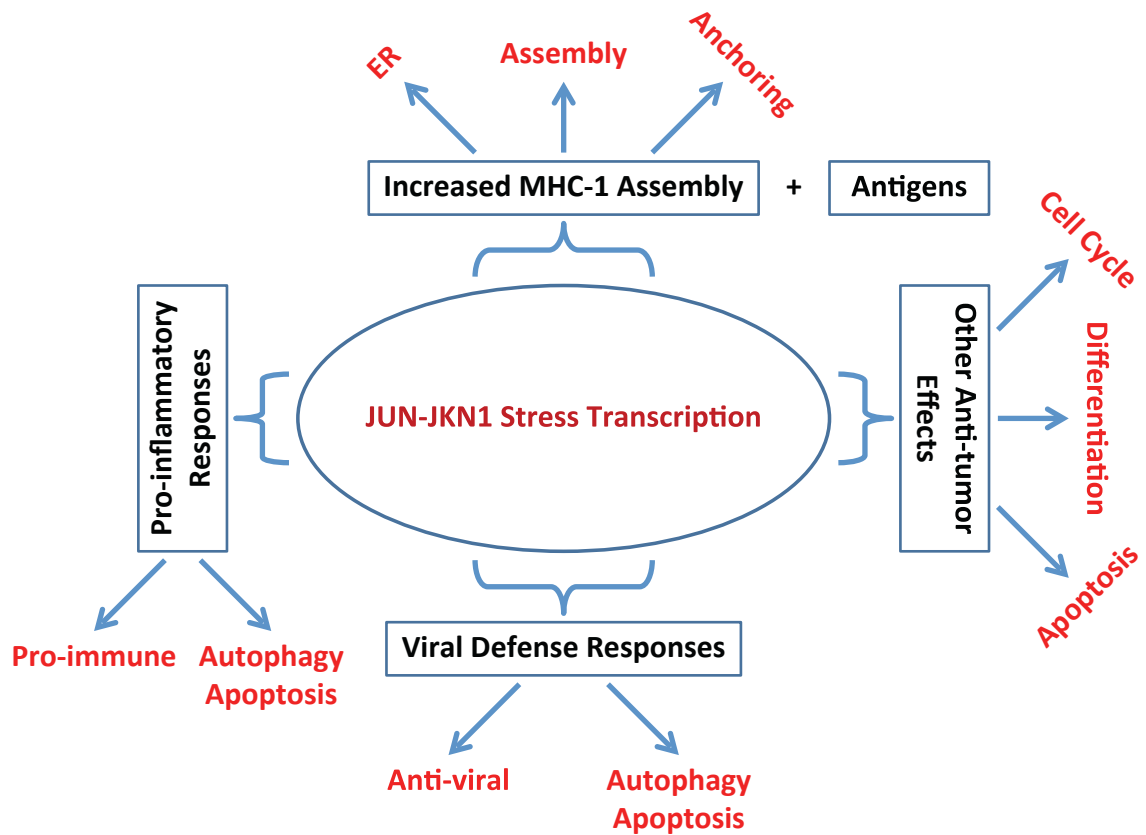 ER
Assembly
Anchoring
Increased MHC-1 Assembly + Antigens
Cell Cycle
Differentiation
Apoptosis
Other Anti-tumor
Effects
Pro-inflammatory
Responses
JUN-JKN1 Stress Transcription
Pro-immune
Autophagy
Apoptosis
Viral Defense Responses
Anti-viral
Autophagy
Apoptosis